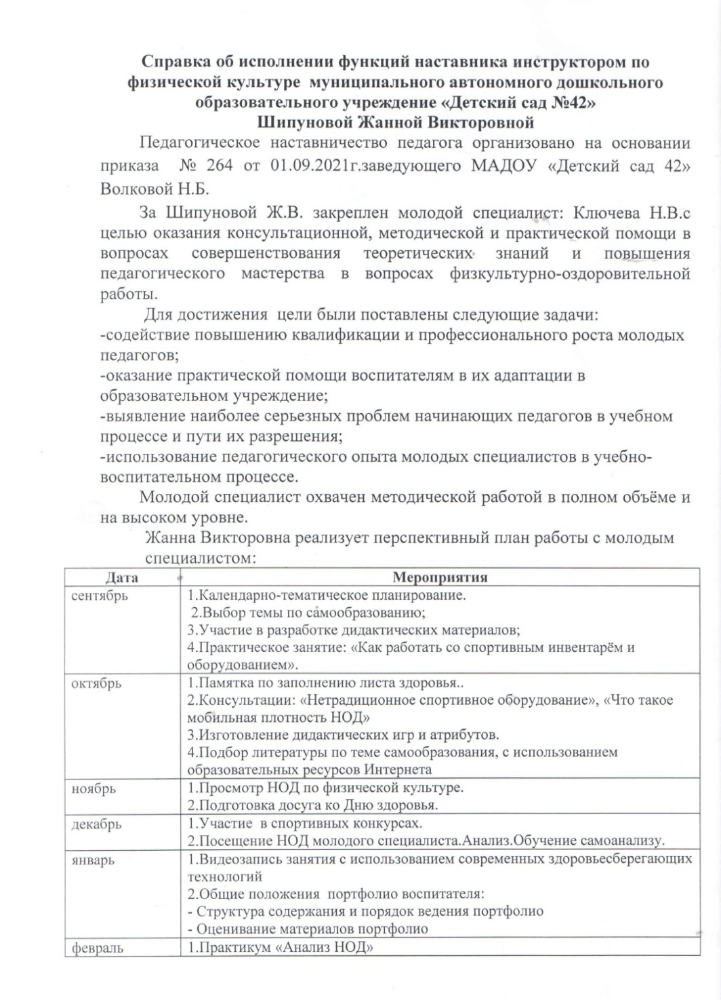 Справка об исполнении функций наставника инструктором по
физической культуре муниципального автономного дошкольного
образовательного учреждение «Детский сад №42»
Шипуновой Жанной Викторовной
Педагогическое наставничество педагога организовано на основании
приказа № 264 от 01.09.2021г.заведующего МАДОУ «Детский сад 42»
Волковой Н.Б.
За Шипуновой Ж.В. закреплен молодой специалист: Ключева Н.В.с
целью оказания консультационной, методической и практической помощи в
вопросах совершенствования теоретических знаний и повышения
педагогического мастерства в вопросах физкультурно-оздоровительной
работы.
Для достижения цели были поставлены следующие задачи:
-содействие повышению квалификации и профессионального роста молодых
педагогов;
-оказание практической помощи воспитателям в их адаптации в
образовательном учреждение;
-выявление наиболее серьезных проблем начинающих педагогов в учебном
процессе и пути их разрешения;
-использование педагогического опыта молодых специалистов в учебно-
воспитательном процессе.
Молодой специалист охвачен методической работой в полном объёме и
на высоком уровне.
Жанна Викторовна реализует перспективный план работы с молодым
специалистом:
Дата Мероприятия
сентябрь 1.Календарно-тематическое планирование.
2.Выбор темы по самообразованию;
3.Участие в разработке дидактических материалов;
4.Практическое занятие: «Как работать со спортивным инвентарём и
оборудованием».
октябрь 1.Памятка по заполнению листа здоровья..
2.Консультации: «Нетрадиционное спортивное оборудование», «Что такое
мобильная плотность НОД»
3.Изготовление дидактических игр и атрибутов.
4.Подбор литературы по теме самообразования, с использованием
образовательных ресурсов Интернета
ноябрь 1.Просмотр НОД по физической культуре.
2.Подготовка досуга ко Дню здоровья.
декабрь 1.Участие в спортивных конкурсах.
2.Посещение НОД молодого специалиста.Анализ.Обучение самоанализу.
январь 1.Видеозапись занятия с использованием современных здоровьесберегающих
технологий
2.Общие положения портфолио воспитателя:
- Структура содержания и порядок ведения портфолио
- Оценивание материалов портфолио
февраль 1.Практикум «Анализ НОД»